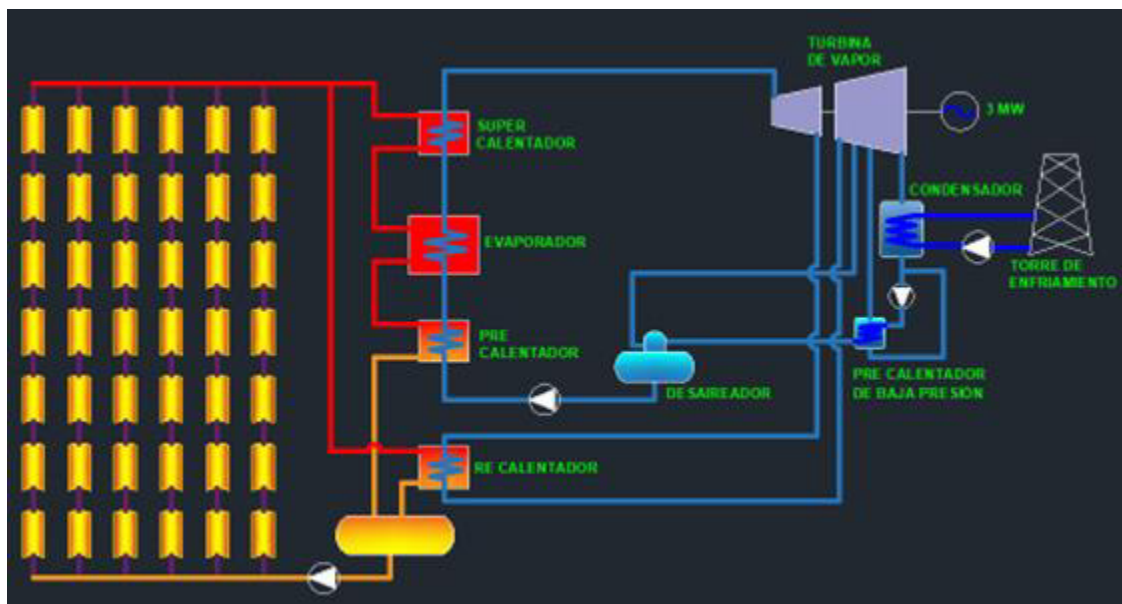 TURBINA
DE VAPOR
3 MW
SUPER
CALENTADOR
CONDENSADOR
EVAPORADOR
TORRE DE
ENFRIAMIENTO
PRE
CALENTADOR
DESAIREADOR
PRE CALENTADOR
DE BAJA PRESIÓN
RE CALENTADOR